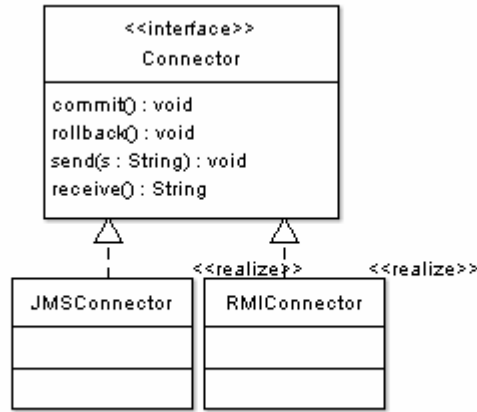 <<interface>>
Connector
commit() : void
rollback() : void
send(s : String) : void
receive() : String
<<realize>> <<realize>>
JMSConnector RMIConnector